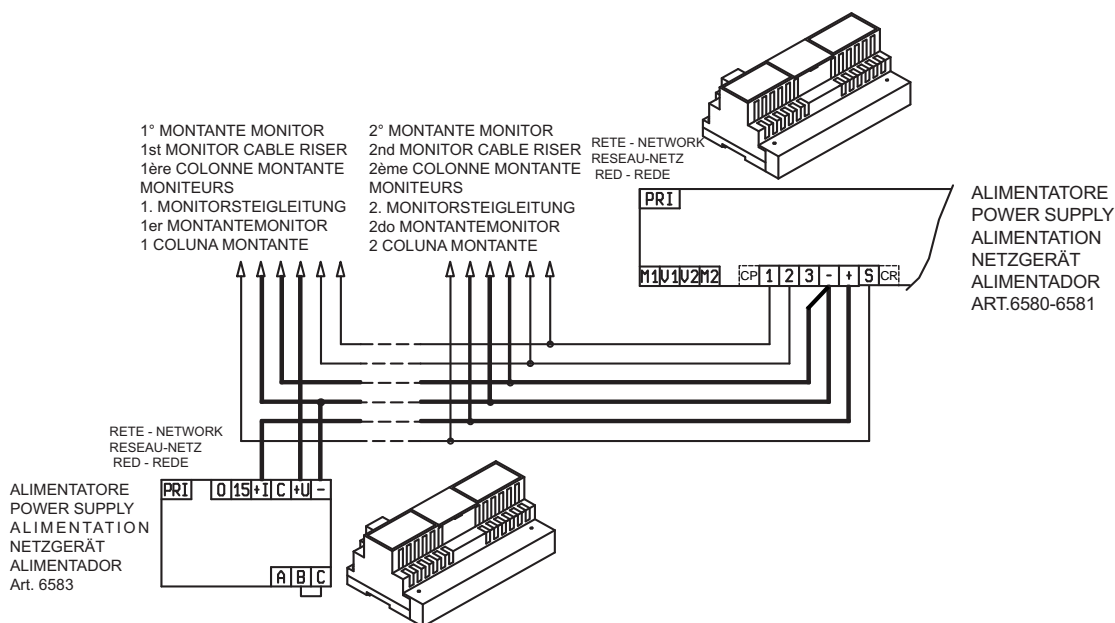 1° MONTANTE MONITOR
1st MONITOR CABLE RISER
1ère COLONNE MONTANTE
MONITEURS
1. MONITORSTEIGLEITUNG
1er MONTANTEMONITOR
1 COLUNA MONTANTE
2° MONTANTE MONITOR
2nd MONITOR CABLE RISER
2ème COLONNE MONTANTE
MONITEURS
2. MONITORSTEIGLEITUNG
2do MONTANTEMONITOR
2 COLUNA MONTANTE
RETE - NETWORK
RESEAU-NETZ
RED - REDE
PRI
M1 V1 V2 M2 CP 1 2 3 - + S CR
ALIMENTATORE
POWER SUPPLY
ALIMENTATION
NETZGERÄT
ALIMENTADOR
ART.6580-6581
RETE - NETWORK
RESEAU-NETZ
RED - REDE
ALIMENTATORE
POWER SUPPLY
ALIMENTATION
NETZGERÄT
ALIMENTADOR
Art. 6583
PRI 0 15 +I C +U -
A B C